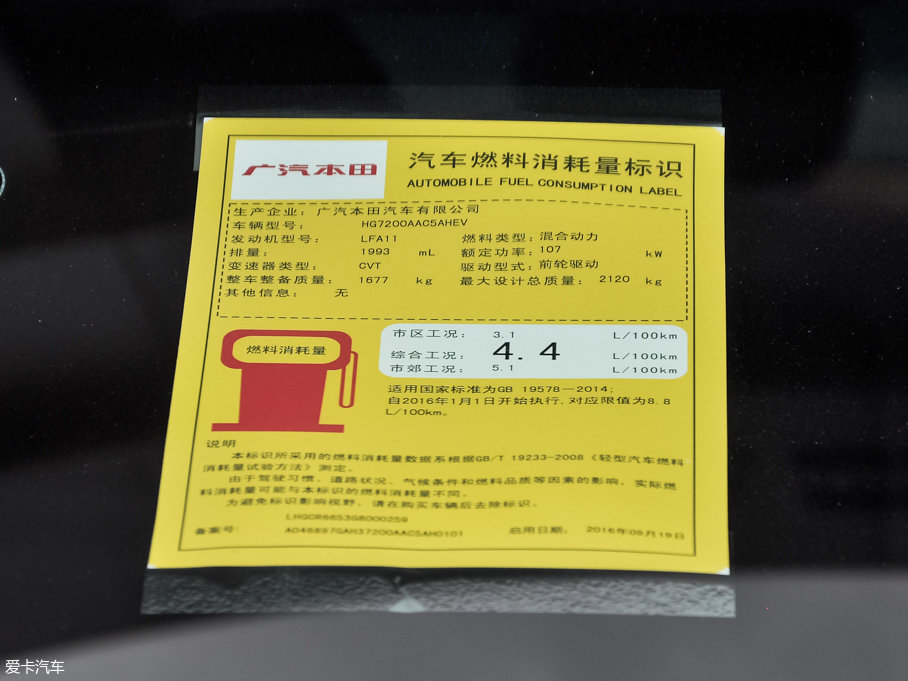 广汽本田
汽车燃料消耗量标识
AUTOMOBILE FUEL CONSUMPTION LABEL
生产企业: 广汽本田汽车有限公司
车辆型号: HG7200AAC5AHEV
发动机型号: LFA11 燃料类型: 混合动力
排量: 1993 mL 额定功率: 107 kW
变速器类型: CVT 驱动型式: 前轮驱动
整车整备质量: 1677 kg 最大设计总质量: 2120 kg
其他信息: 无
燃料消耗量
市区工况: 3.1 L/100km
综合工况: 4.4 L/100km
市郊工况: 5.1 L/100km
适用国家标准为GB 19578—2014;
自2016年1月1日开始执行,对应限值为8.8
L/100km。
说明
本标识所采用的燃料消耗量数据系根据GB/T 19233-2008《轻型汽车燃料
消耗量试验方法》测定。
由于驾驶习惯、道路状况、气候条件和燃料品质等因素的影响,实际燃
料消耗量可能与本标识的燃料消耗量不同。
为避免标识影响视野,请在购买车辆后去除标识。
LHGCR6653G8000259
备案号: A046897GAH37200AAC5AH0101 启用日期: 2016年09月19日
爱卡汽车